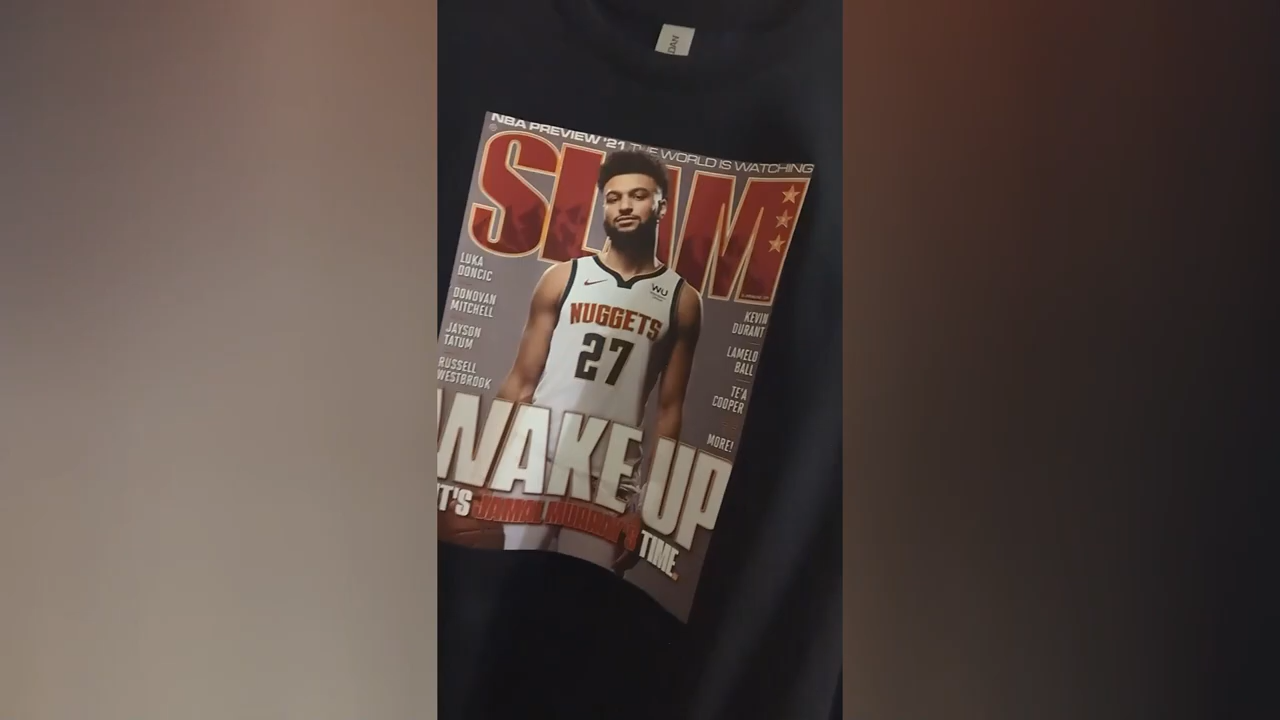 NBA PREVIEW '21 THE WORLD IS WATCHING
SLAM
LUKA
DONCIC
DONOVAN
MITCHELL
JAYSON
TATUM
RUSSELL
WESTBROOK
WU
NUGGETS
27
KEVIN
DURANT
LAMELO
BALL
TE'A
COOPER
MORE!
WAKE UP
IT'S JAMAL MURRAY'S TIME.